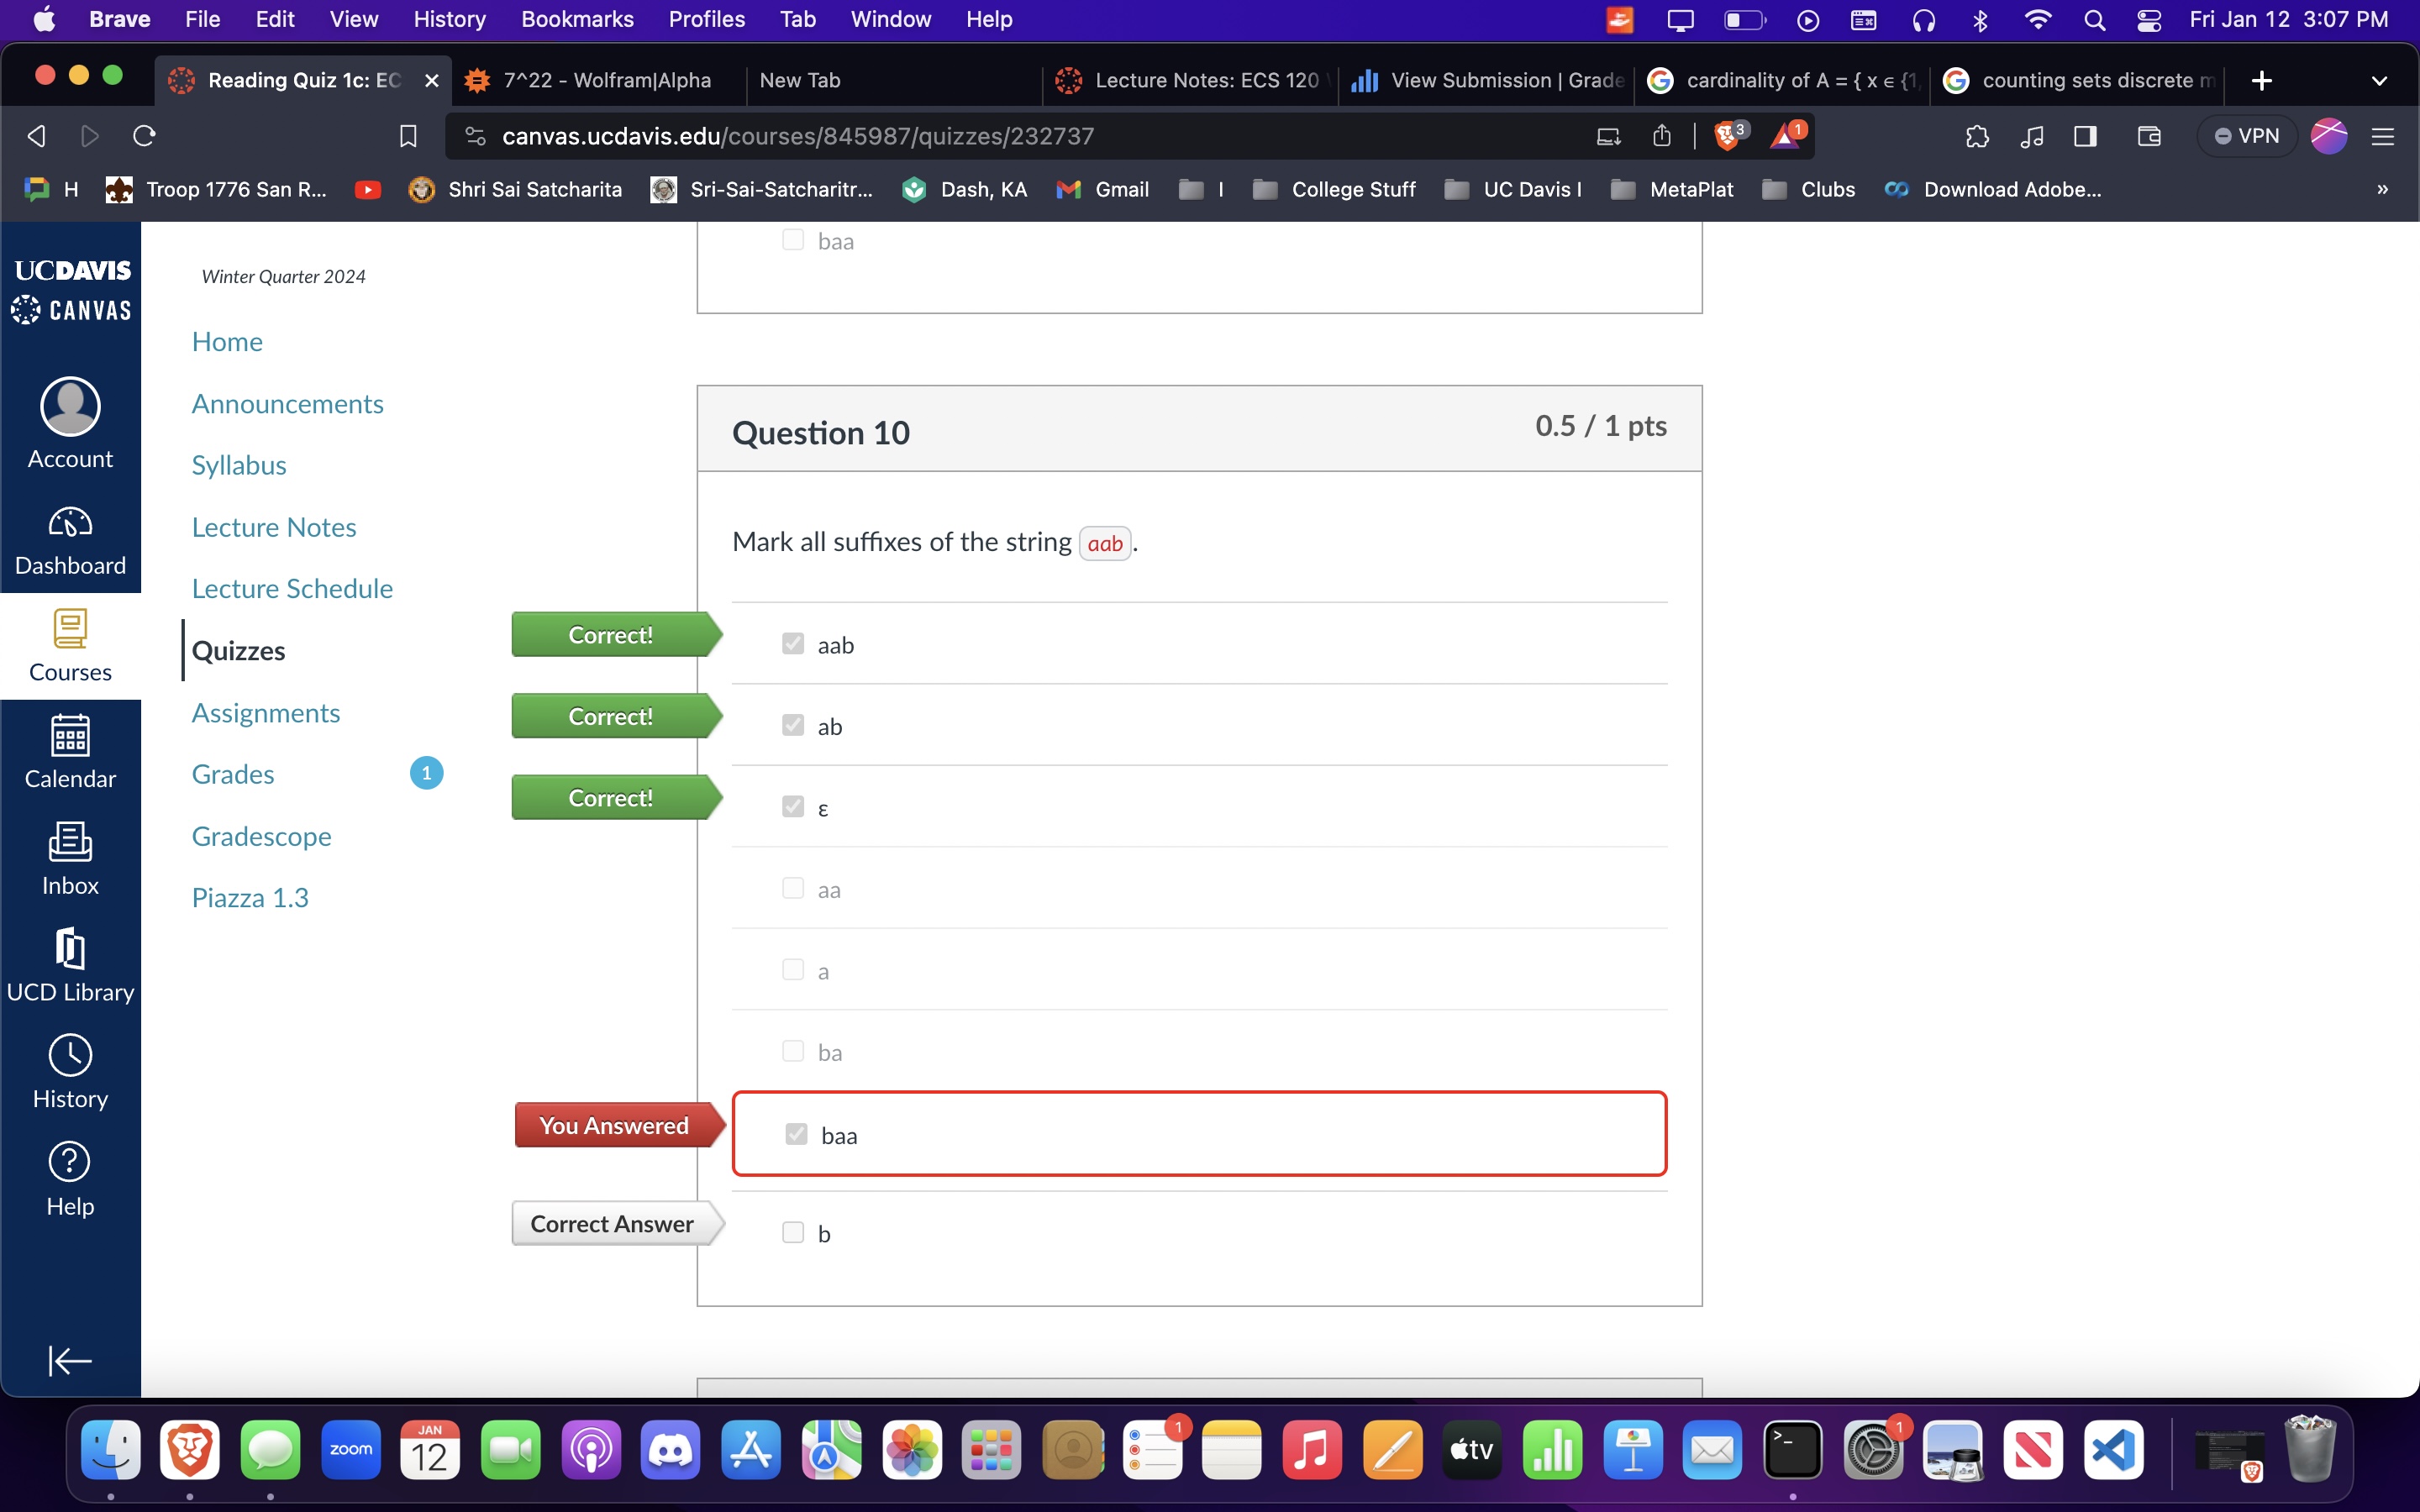 Brave File Edit View History Bookmarks Profiles Tab Window Help Fri Jan 12 3:07 PM
Reading Quiz 1c: EC 7^22 - Wolfram|Alpha New Tab Lecture Notes: ECS 120 View Submission | Grade cardinality of A = { x ∈ {1, counting sets discrete m
canvas.ucdavis.edu/courses/845987/quizzes/232737 3 1 VPN
H Troop 1776 San R... Shri Sai Satcharita Sri-Sai-Satcharitr... Dash, KA Gmail I College Stuff UC Davis I MetaPlat Clubs Download Adobe... »
UCDAVIS
CANVAS
Account
Dashboard
Courses
Calendar
Inbox
UCD Library
History
Help
Winter Quarter 2024
Home
Announcements
Syllabus
Lecture Notes
Lecture Schedule
Quizzes
Assignments
Grades 1
Gradescope
Piazza 1.3
baa
Question 10 0.5 / 1 pts
Mark all suffixes of the string aab.
Correct! aab
Correct! ab
Correct! ε
aa
a
ba
You Answered baa
Correct Answer b
zoom JAN 12 1 tv >_ 1